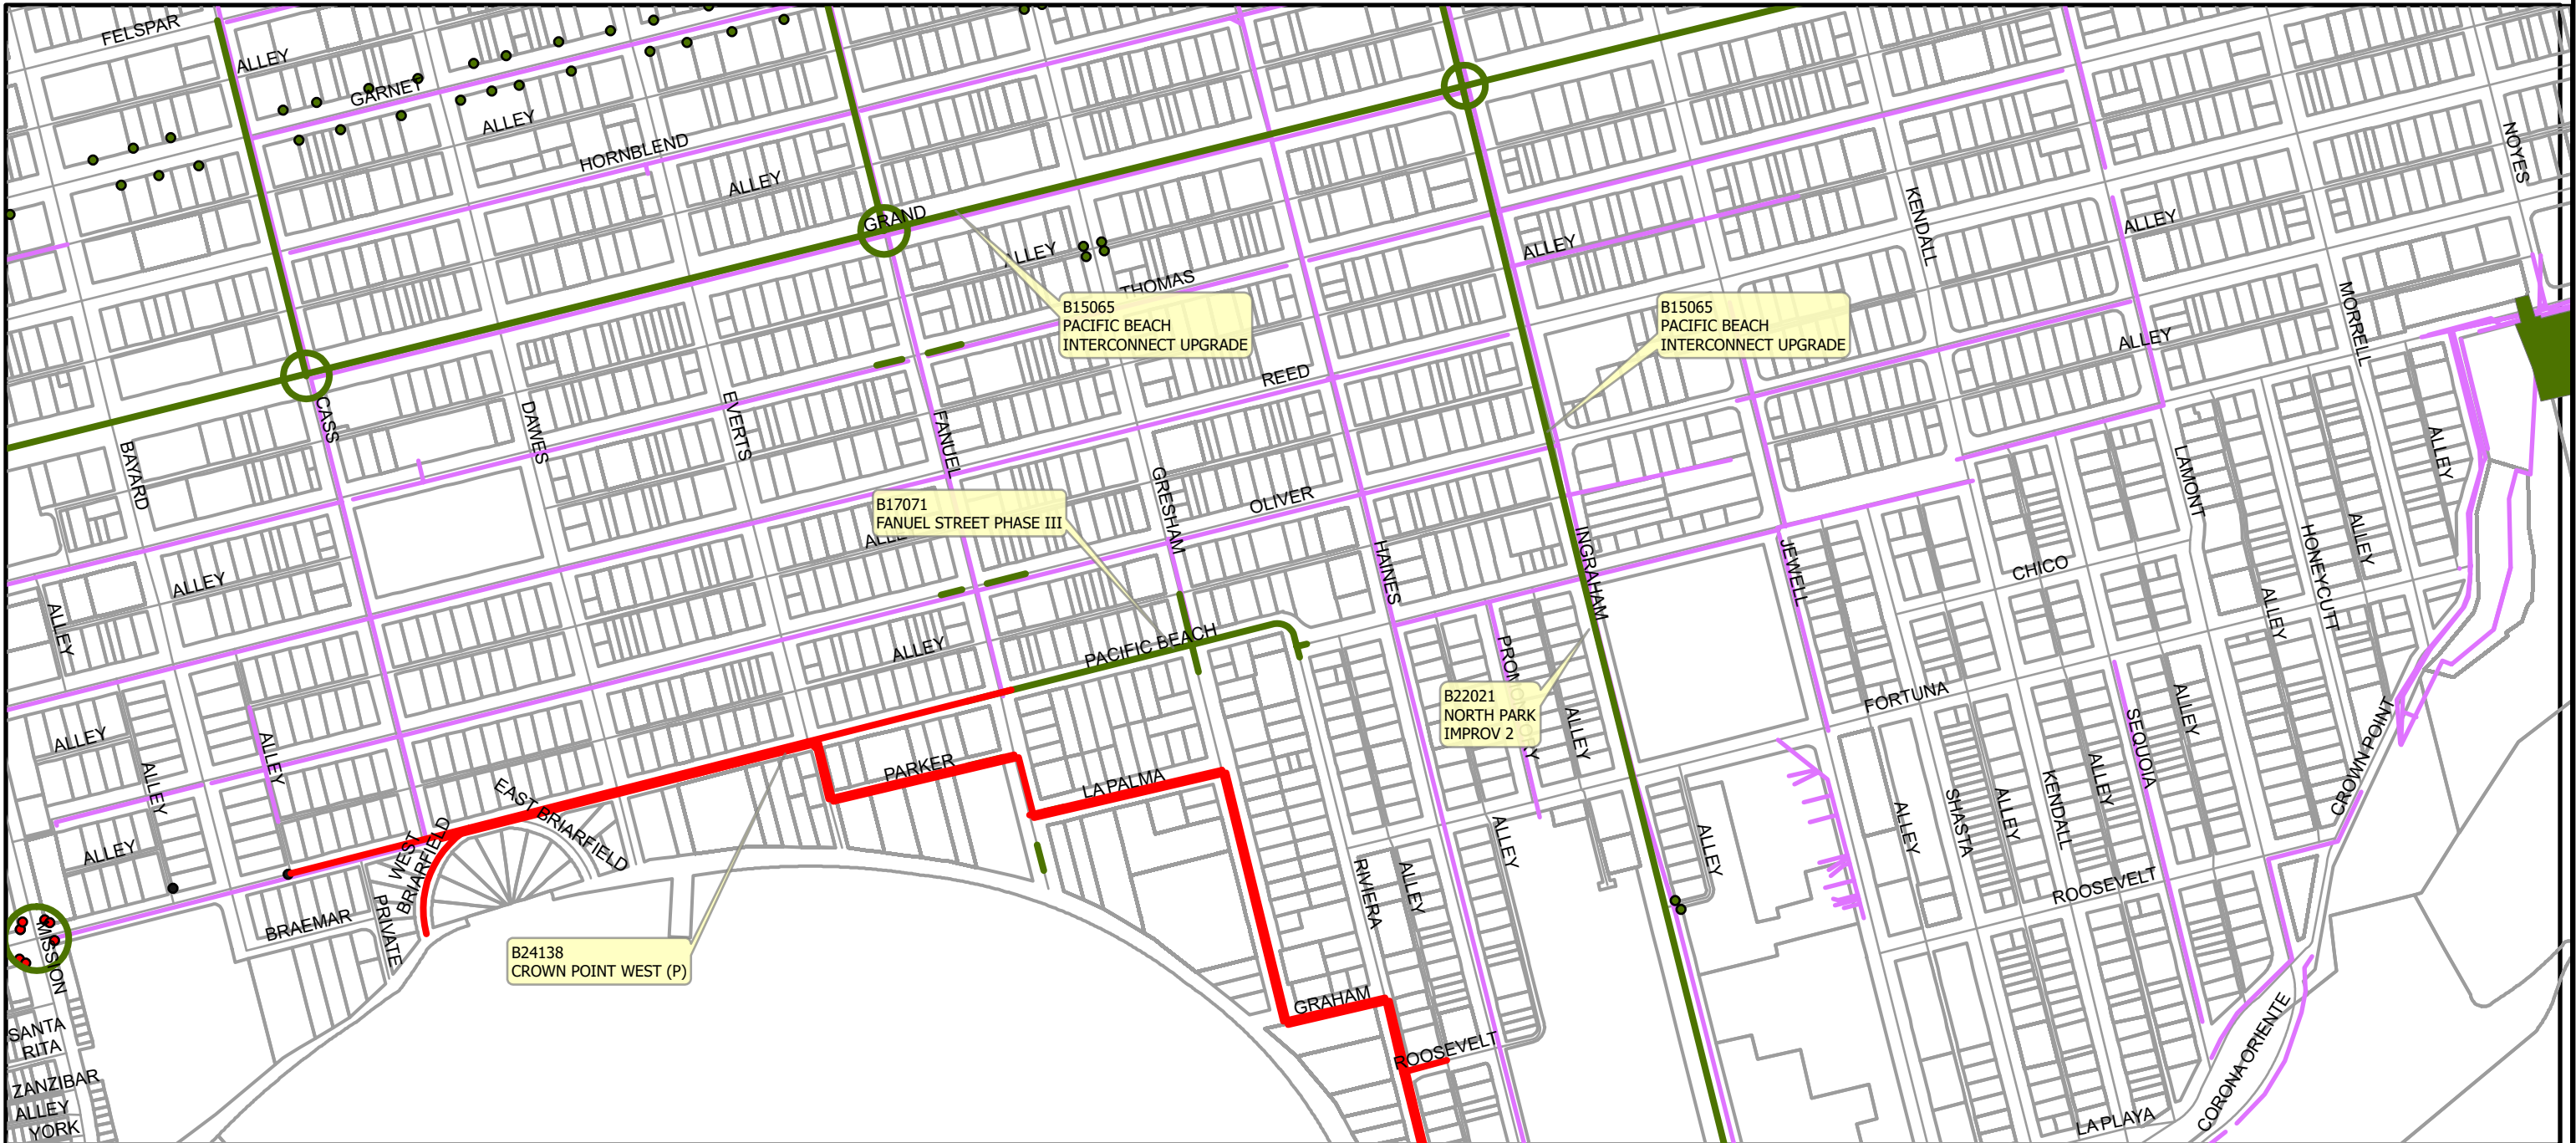 FELSPAR
ALLEY
GARNET
ALLEY
HORNBLEND
ALLEY
GRAND
ALLEY
THOMAS
ALLEY
KENDALL
ALLEY
NOYES
MORRELL
ALLEY
B15065
PACIFIC BEACH
INTERCONNECT UPGRADE
B15065
PACIFIC BEACH
INTERCONNECT UPGRADE
REED
CASS
BAYARD
DAWES
EVERTS
FANUEL
GRESHAM
OLIVER
B17071
FANUEL STREET PHASE III
HAINES
INGRAHAM
JEWELL
LAMONT
ALLEY
ALLEY
HONEYCUTT
ALLEY
CHICO
ALLEY
ALLEY
ALLEY
PACIFIC BEACH
B22021
NORTH PARK
IMPROV 2
ALLEY
FORTUNA
SEQUOIA
ALLEY
ALLEY
KENDALL
ALLEY
SHASTA
ALLEY
CROWN POINT
ALLEY
ALLEY
ALLEY
ALLEY
PARKER
LA PALMA
EAST BRIARFIELD
WEST
BRIARFIELD
PRIVATE
BRAEMAR
MISSION
B24138
CROWN POINT WEST (P)
RIVIERA
ALLEY
ALLEY
ALLEY
GRAHAM
ROOSEVELT
ROOSEVELT
CORONA ORIENTE
LA PLAYA
SANTA
RITA
ZANZIBAR
ALLEY
YORK